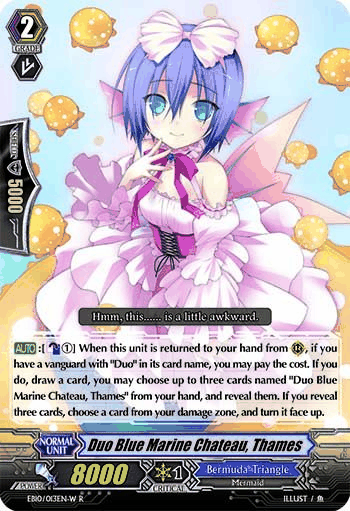 2
GRADE
SHIELD
5000
Hmm, this...... is a little awkward.
AUTO :[ ①] When this unit is returned to your hand from , if you
have a vanguard with "Duo" in its card name, you may pay the cost. If you
do, draw a card, you may choose up to three cards named "Duo Blue
Marine Chateau, Thames" from your hand, and reveal them. If you reveal
three cards, choose a card from your damage zone, and turn it face up.
NORMAL
UNIT
Duo Blue Marine Chateau, Thames
POWER
8000
1
CRITICAL
Bermuda Triangle
Mermaid
EB10/013EN-W R
ILLUST /